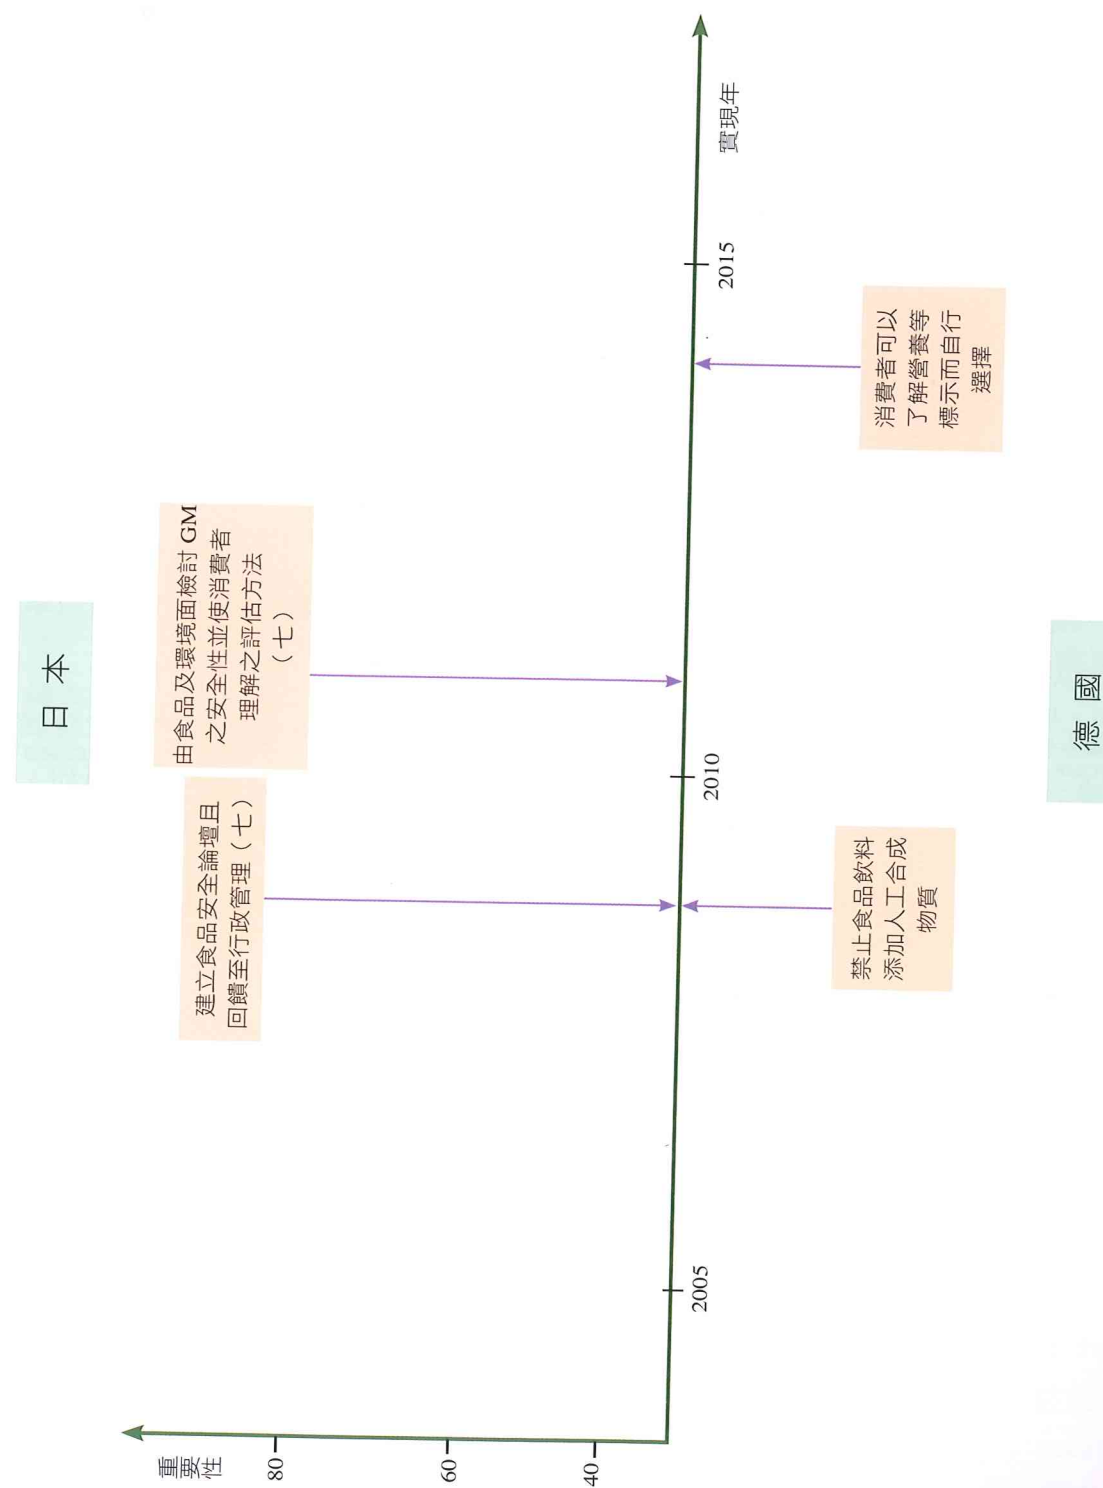 日本
由食品及環境面檢討 GM
之安全性並使消費者
理解之評估方法
（七）
建立食品安全論壇且
回饋至行政管理（七）
重要性
80
60
40
2005
2010
2015
實現年
禁止食品飲料
添加人工合成
物質
消費者可以
了解營養等
標示而自行
選擇
德國